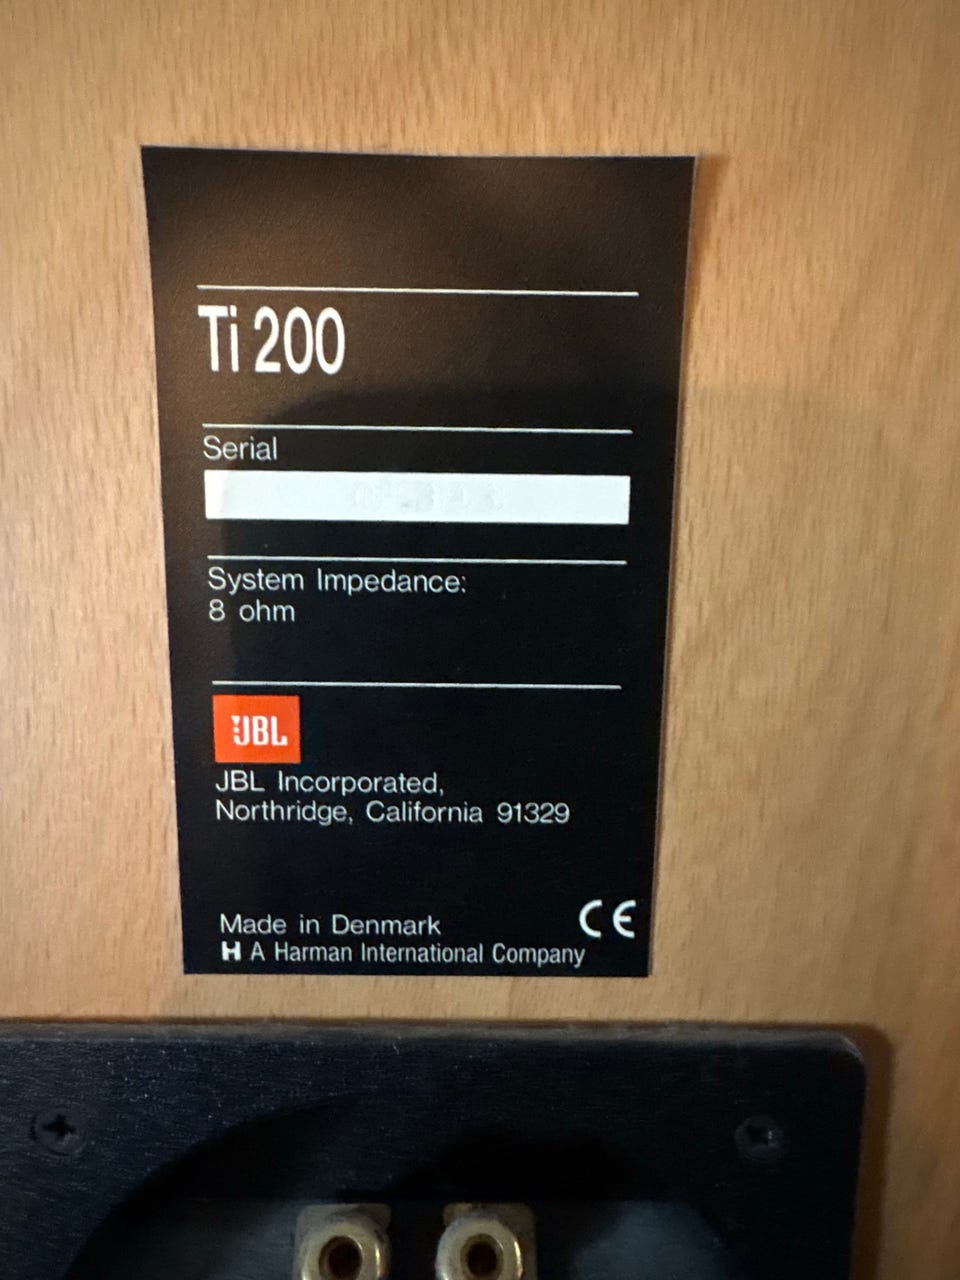 Ti 200
Serial
System Impedance:
8 ohm
JBL
JBL Incorporated,
Northridge, California 91329
Made in Denmark
CE
H A Harman International Company